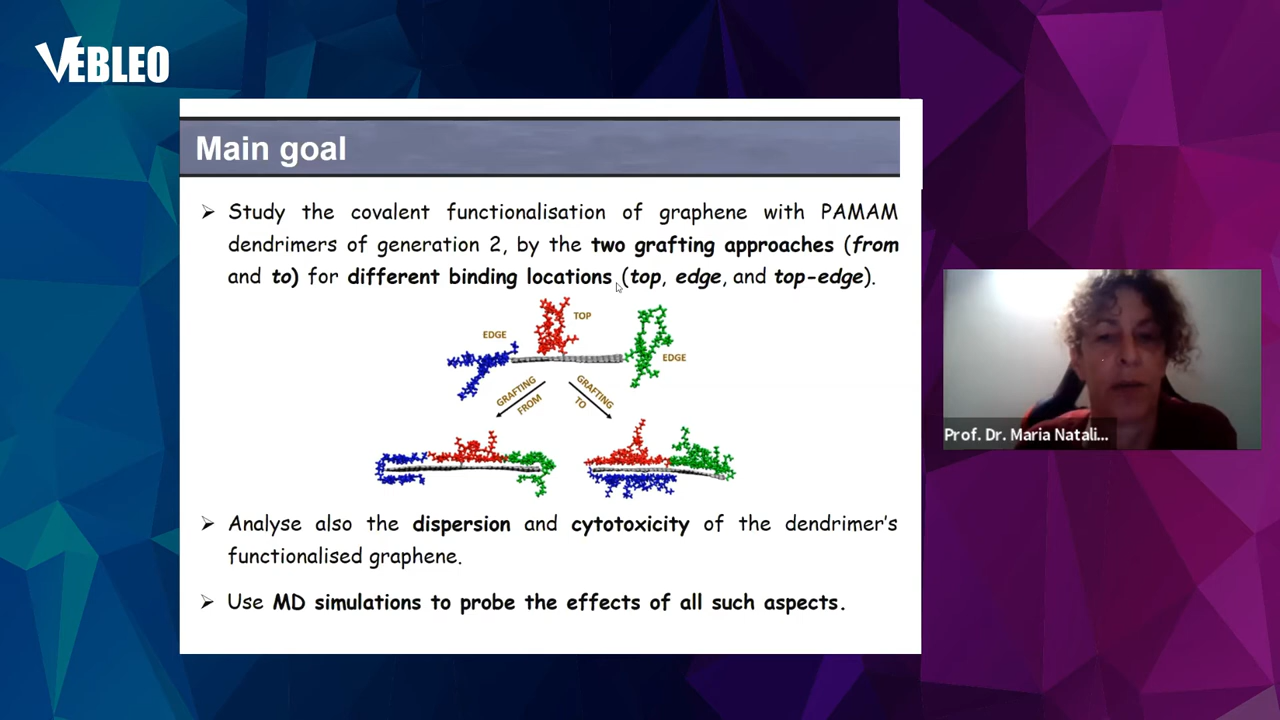 VEBLEO
Main goal
➢ Study the covalent functionalisation of graphene with PAMAM
dendrimers of generation 2, by the two grafting approaches (from
and to) for different binding locations (top, edge, and top-edge).
TOP
EDGE
EDGE
GRAFTING
FROM
GRAFTING
TO
➢ Analyse also the dispersion and cytotoxicity of the dendrimer's
functionalised graphene.
➢ Use MD simulations to probe the effects of all such aspects.
Prof. Dr. Maria Natali...